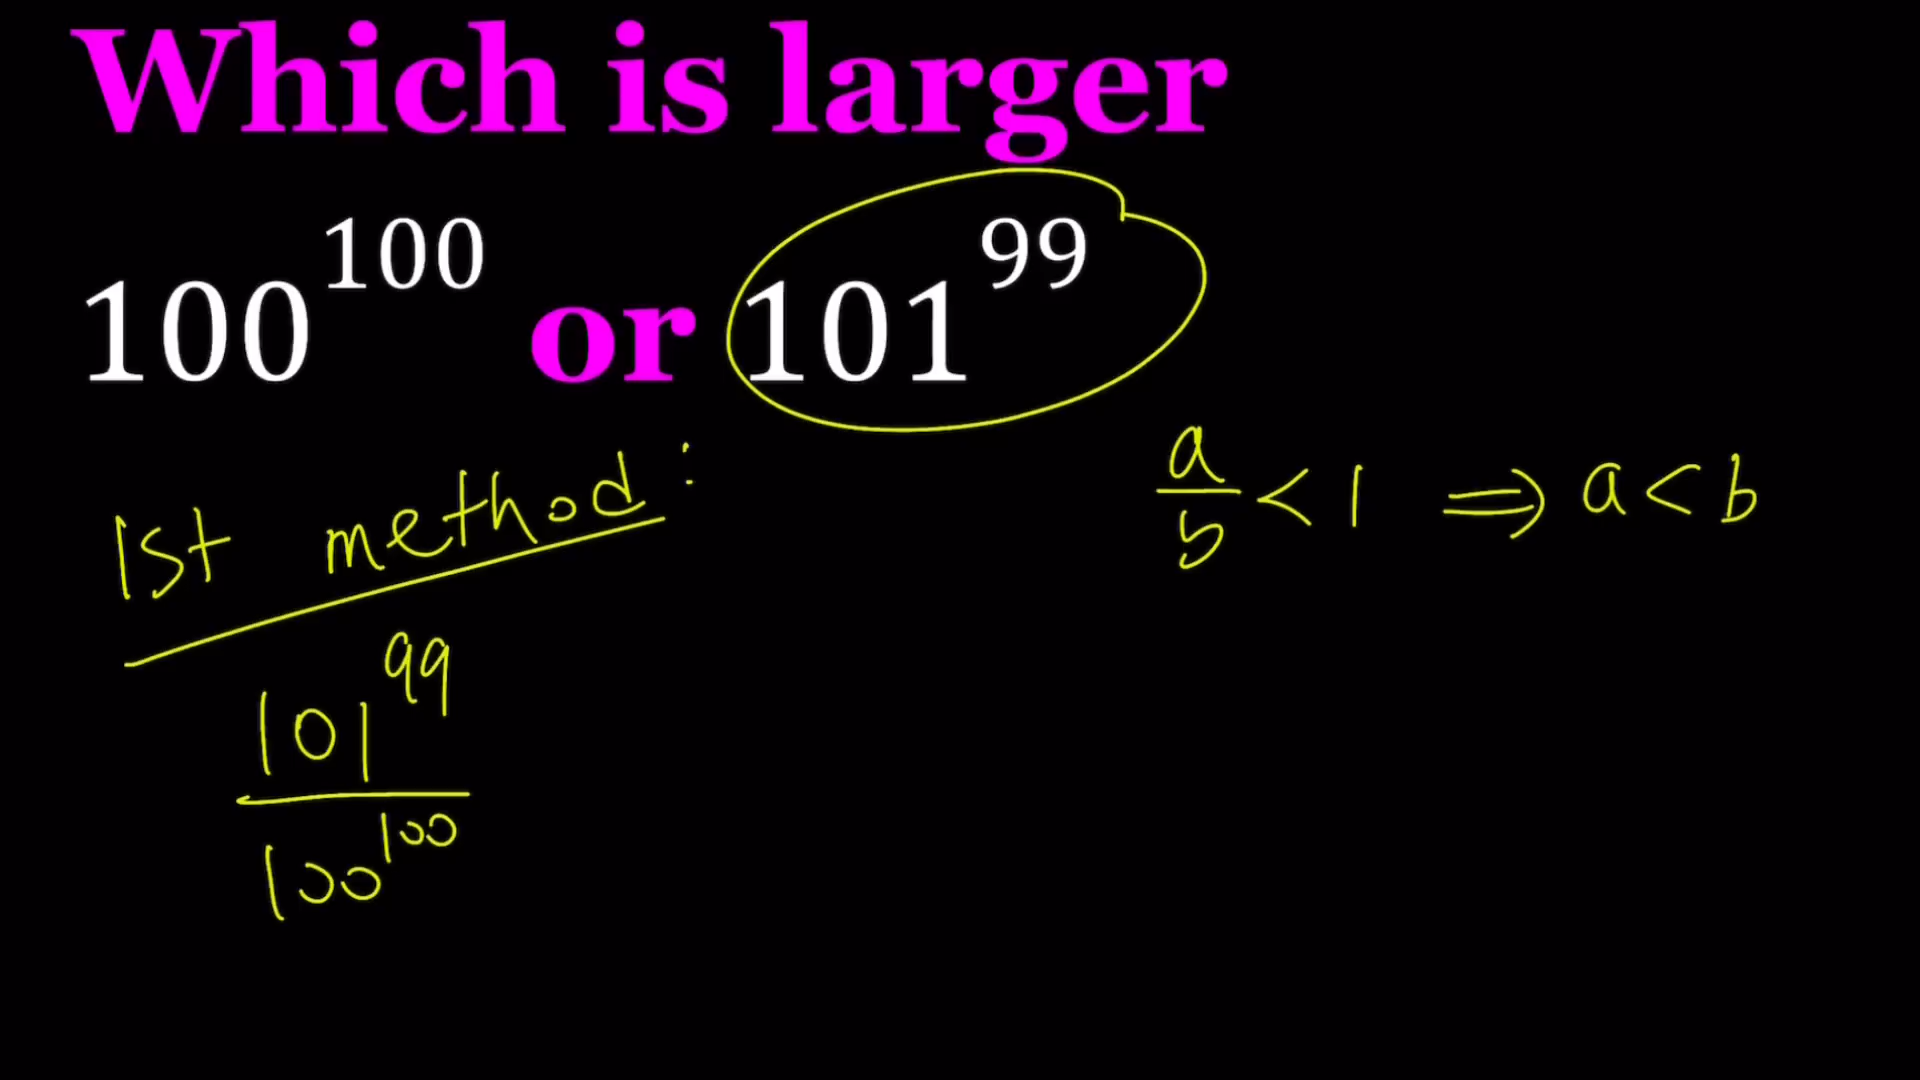 Which is larger
100^100 or 101^99
1st method:
a/b < 1 ⇒ a < b
101^99
100^100